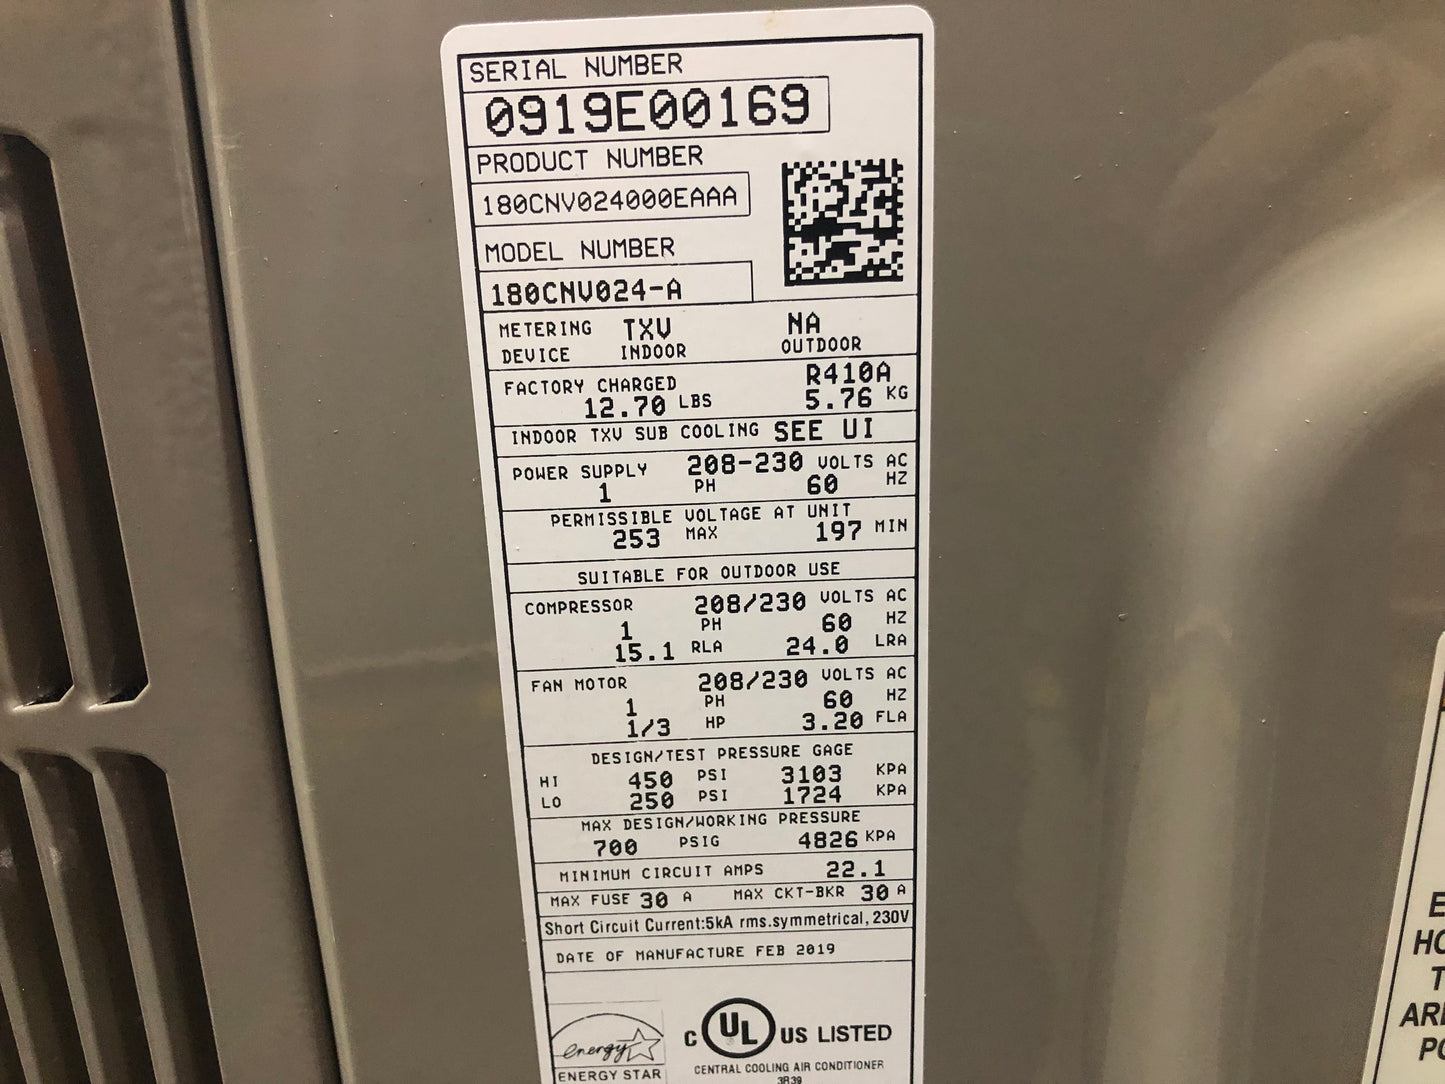 SERIAL NUMBER
0919E00169
PRODUCT NUMBER
180CNV024000EAAA
MODEL NUMBER
180CNV024-A
METERING DEVICE TXV INDOOR NA OUTDOOR
FACTORY CHARGED R410A
12.70 LBS 5.76 KG
INDOOR TXV SUB COOLING SEE UI
POWER SUPPLY 208-230 VOLTS AC
1 PH 60 HZ
PERMISSIBLE VOLTAGE AT UNIT
253 MAX 197 MIN
SUITABLE FOR OUTDOOR USE
COMPRESSOR 208/230 VOLTS AC
1 PH 60 HZ
15.1 RLA 24.0 LRA
FAN MOTOR 208/230 VOLTS AC
1 PH 60 HZ
1/3 HP 3.20 FLA
DESIGN/TEST PRESSURE GAGE
HI 450 PSI 3103 KPA
LO 250 PSI 1724 KPA
MAX DESIGN/WORKING PRESSURE
700 PSIG 4826 KPA
MINIMUM CIRCUIT AMPS 22.1
MAX FUSE 30 A MAX CKT-BKR 30 A
Short Circuit Current:5kA rms.symmetrical, 230V
DATE OF MANUFACTURE FEB 2019
energy
ENERGY STAR
C UL US LISTED
CENTRAL COOLING AIR CONDITIONER
3R39